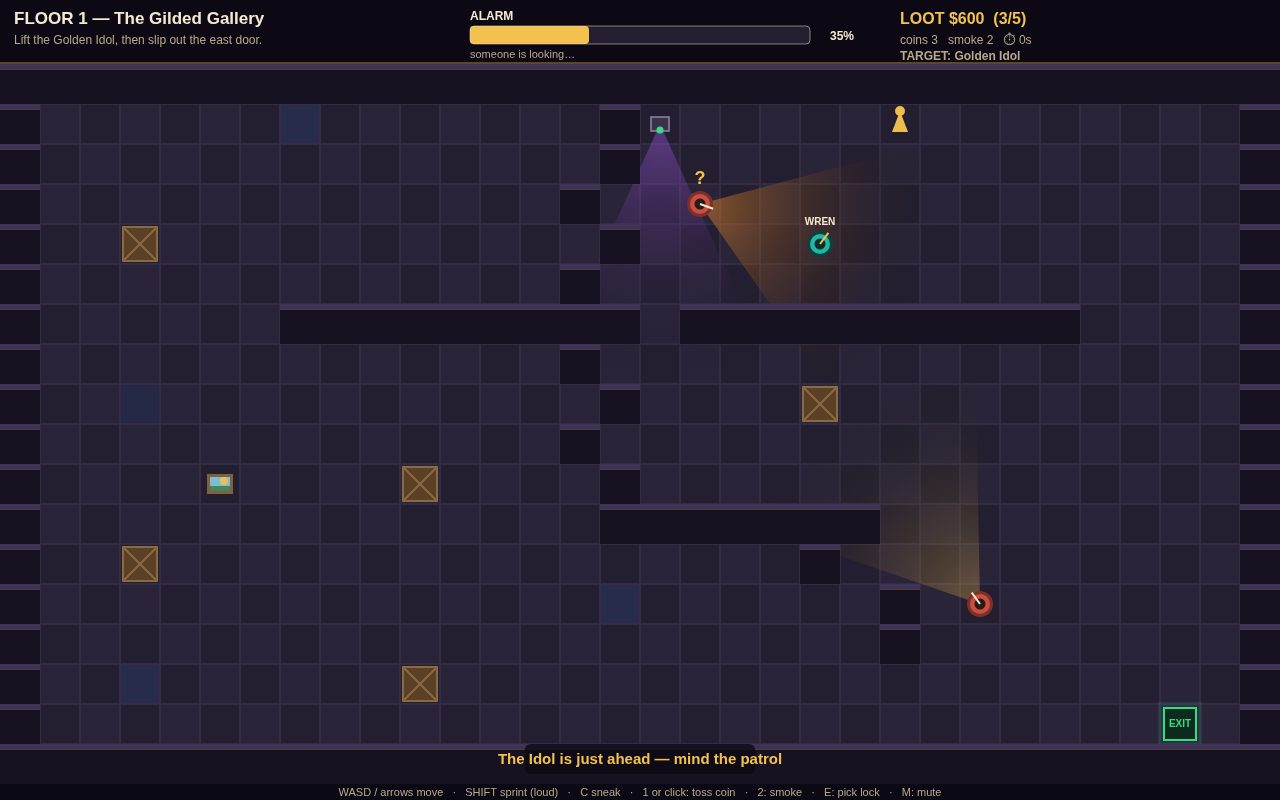 FLOOR 1 — The Gilded Gallery
Lift the Golden Idol, then slip out the east door.
ALARM
35%
someone is looking…
LOOT $600 (3/5)
coins 3 smoke 2 ⏱ 0s
TARGET: Golden Idol
?
WREN
EXIT
The Idol is just ahead — mind the patrol
WASD / arrows move · SHIFT sprint (loud) · C sneak · 1 or click: toss coin · 2: smoke · E: pick lock · M: mute